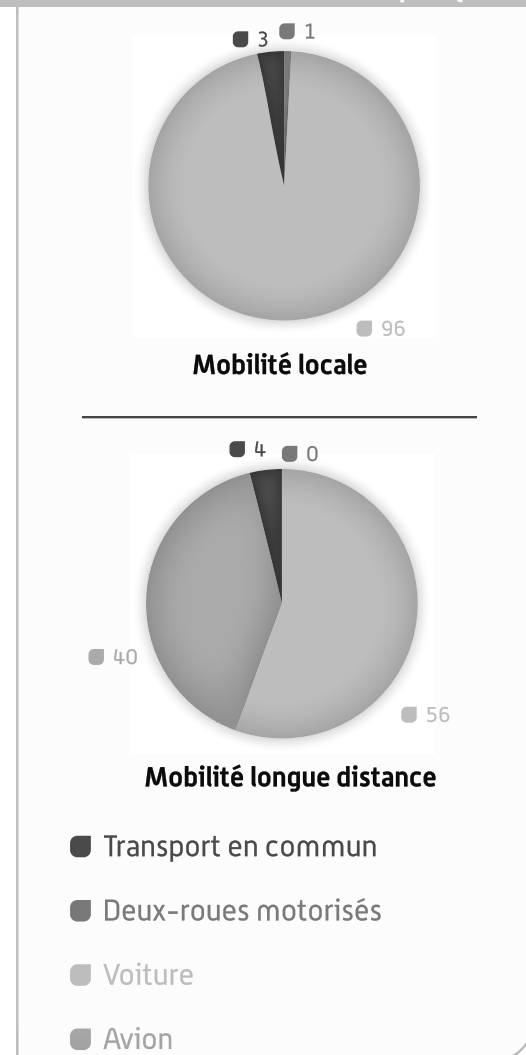 3 1
96
Mobilité locale
4 0
40
56
Mobilité longue distance
Transport en commun
Deux-roues motorisés
Voiture
Avion